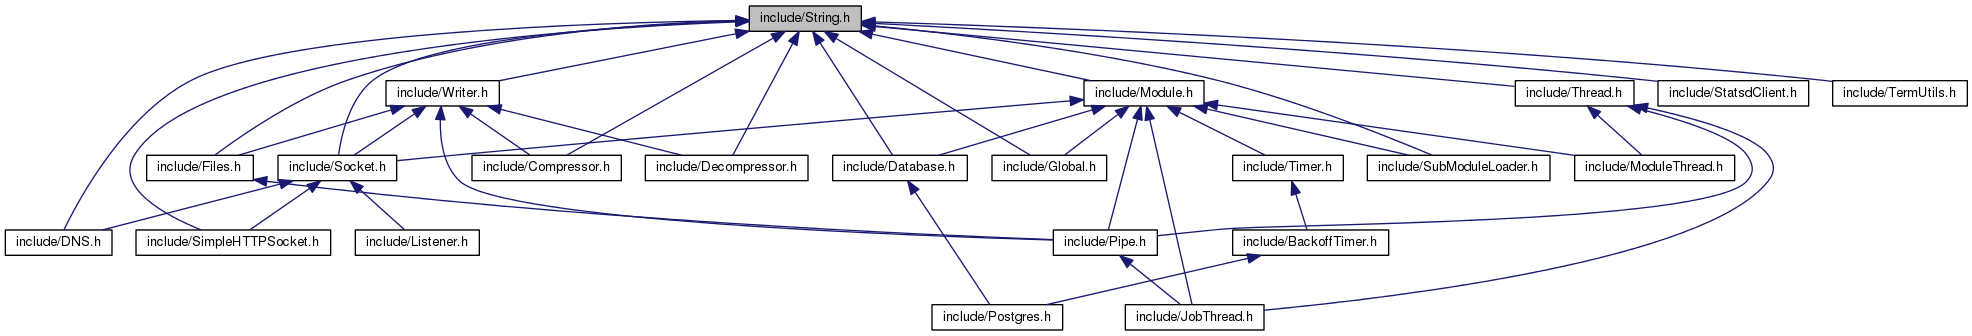 include/String.h
include/Writer.h
include/Module.h
include/Thread.h
include/StatsdClient.h
include/TermUtils.h
include/Files.h
include/Socket.h
include/Compressor.h
include/Decompressor.h
include/Database.h
include/Global.h
include/Timer.h
include/SubModuleLoader.h
include/ModuleThread.h
include/DNS.h
include/SimpleHTTPSocket.h
include/Listener.h
include/Pipe.h
include/BackoffTimer.h
include/Postgres.h
include/JobThread.h